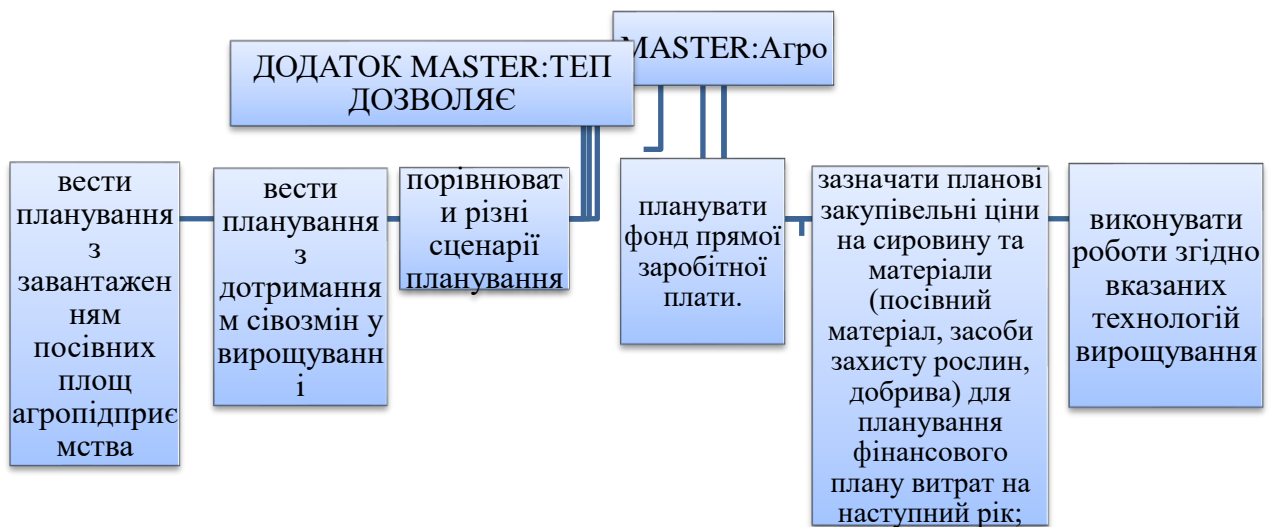 MASTER:Агро
ДОДАТОК MASTER:ТЕП
ДОЗВОЛЯЄ
вести
планування
з
завантажен
ням
посівних
площ
агропідприє
мства
вести
планування
з
дотримання
м сівозмін у
вирощуванн
і
порівнюват
и різні
сценарії
планування
планувати
фонд прямої
заробітної
плати.
зазначати планові
закупівельні ціни
на сировину та
матеріали
(посівний
матеріал, засоби
захисту рослин,
добрива) для
планування
фінансового
плану витрат на
наступний рік;
виконувати
роботи згідно
вказаних
технологій
вирощування